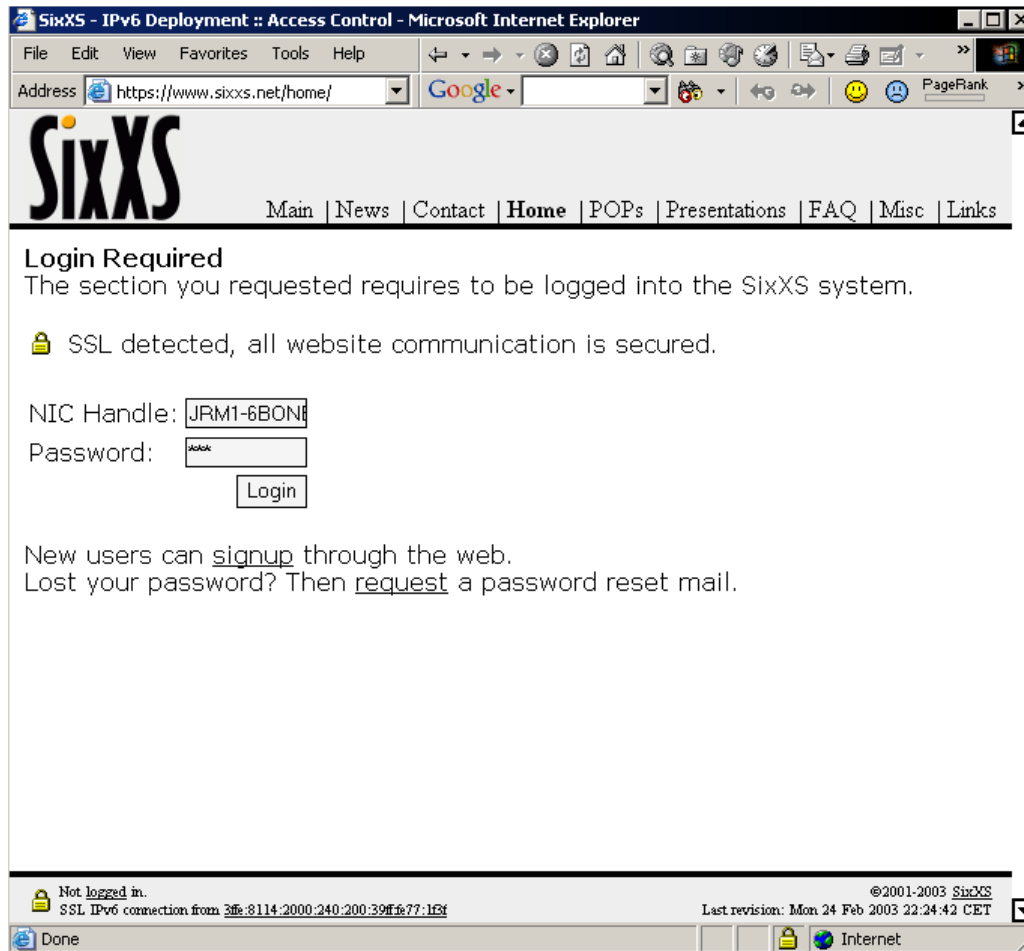 SixXS - IPv6 Deployment :: Access Control - Microsoft Internet Explorer
File Edit View Favorites Tools Help
Address https://www.sixxs.net/home/ Google PageRank
SixXS
Main | News | Contact | Home | POPs | Presentations | FAQ | Misc | Links
Login Required
The section you requested requires to be logged into the SixXS system.
SSL detected, all website communication is secured.
NIC Handle: JRM1-6BONE
Password: ****
Login
New users can signup through the web.
Lost your password? Then request a password reset mail.
Not logged in. ©2001-2003 SixXS
SSL IPv6 connection from 3ffe:8114:2000:240:200:39ff:fe77:1f3f Last revision: Mon 24 Feb 2003 22:24:42 CET
Done Internet